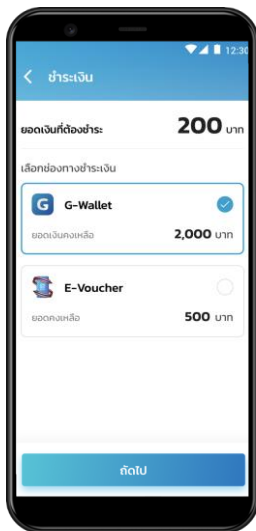 12:30
ชำระเงิน
ยอดเงินที่ต้องชำระ 200 บาท
เลือกช่องทางชำระเงิน
G G-Wallet
ยอดเงินคงเหลือ 2,000 บาท
E-Voucher
ยอดคงเหลือ 500 บาท
ถัดไป